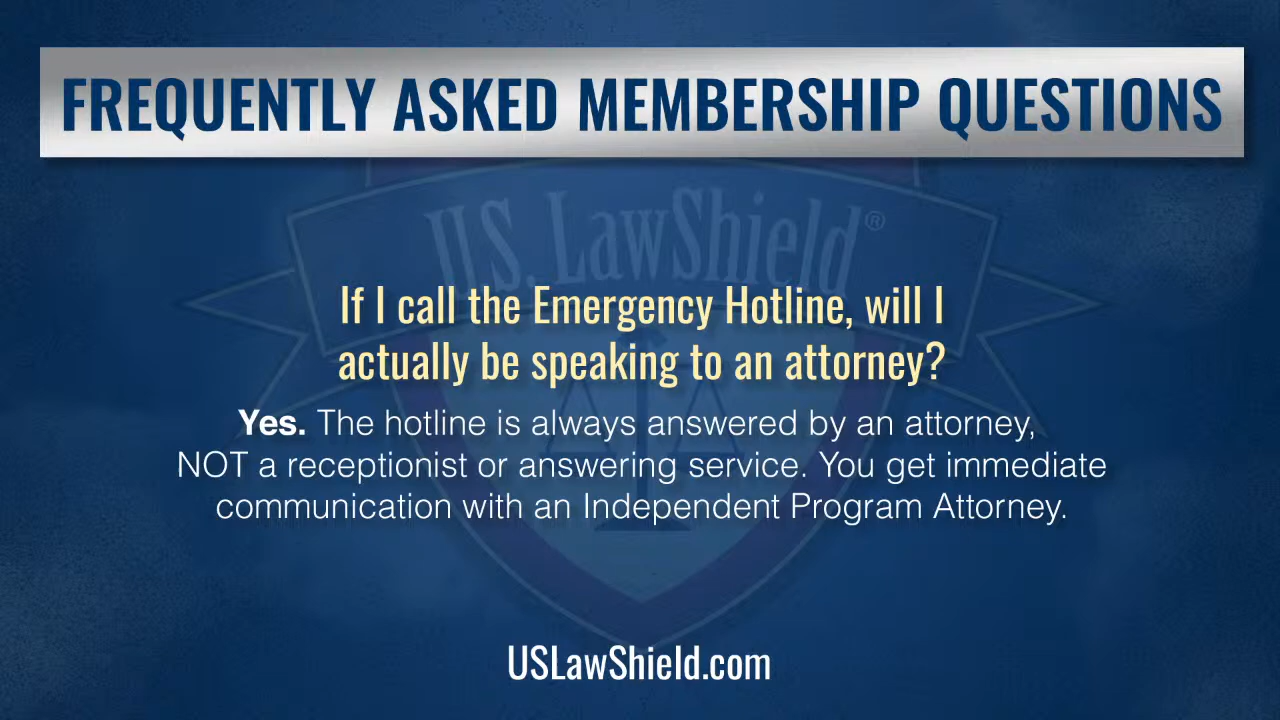 FREQUENTLY ASKED MEMBERSHIP QUESTIONS
U.S. LawShield®
If I call the Emergency Hotline, will I
actually be speaking to an attorney?
Yes. The hotline is always answered by an attorney,
NOT a receptionist or answering service. You get immediate
communication with an Independent Program Attorney.
USLawShield.com